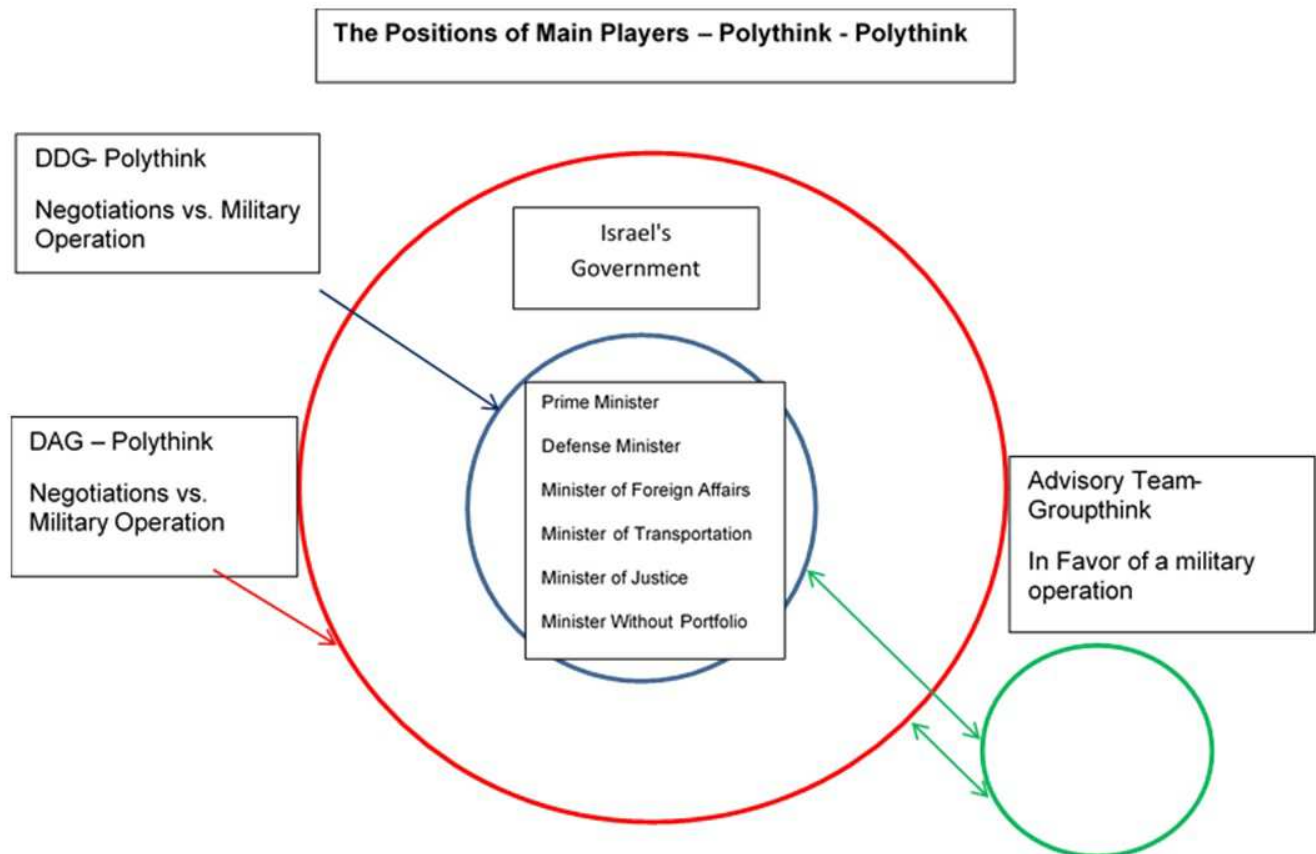 The Positions of Main Players – Polythink - Polythink
DDG- Polythink
Negotiations vs. Military
Operation
Israel's
Government
DAG – Polythink
Negotiations vs.
Military Operation
Prime Minister
Defense Minister
Minister of Foreign Affairs
Minister of Transportation
Minister of Justice
Minister Without Portfolio
Advisory Team-
Groupthink
In Favor of a military
operation